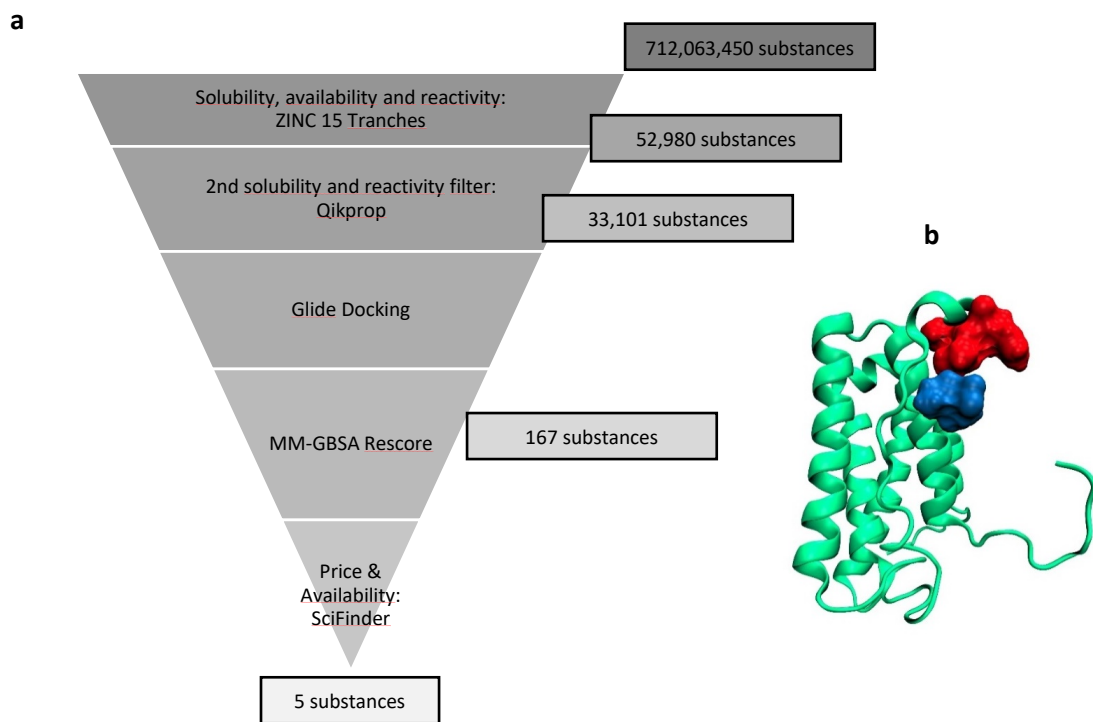 a
712,063,450 substances
Solubility, availability and reactivity:
ZINC 15 Tranches
52,980 substances
2nd solubility and reactivity filter:
Qikprop
33,101 substances
b
Glide Docking
MM-GBSA Rescore
167 substances
Price &
Availability:
SciFinder
5 substances